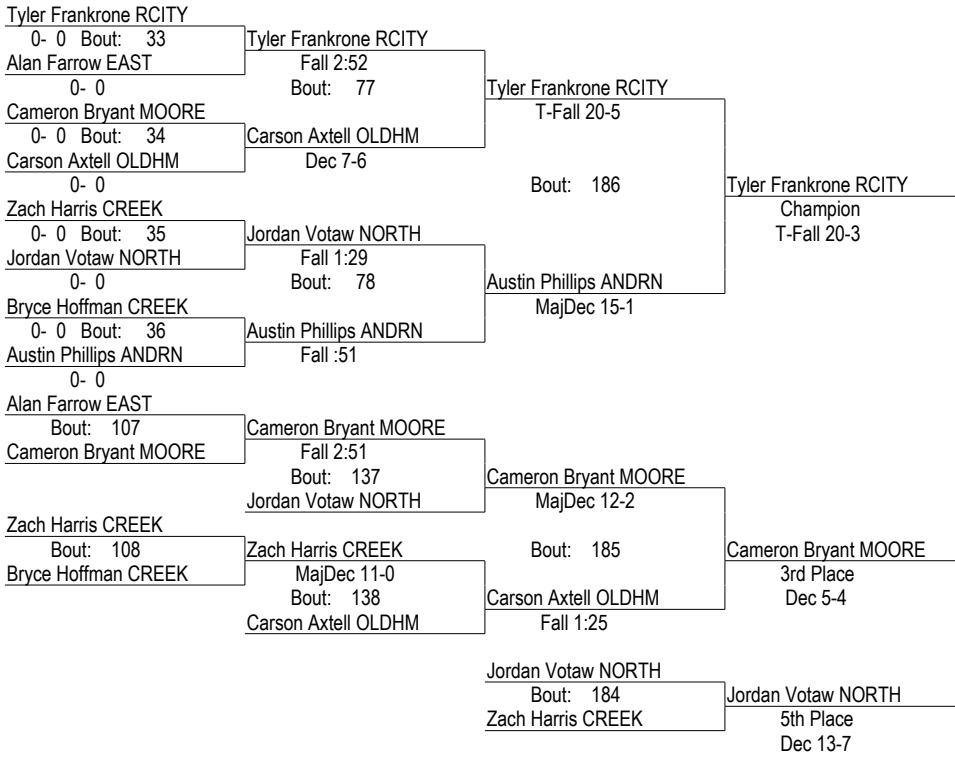 Tyler Frankrone RCITY
0- 0 Bout: 33 Tyler Frankrone RCITY
Alan Farrow EAST Fall 2:52
0- 0 Bout: 77 Tyler Frankrone RCITY
Cameron Bryant MOORE T-Fall 20-5
0- 0 Bout: 34 Carson Axtell OLDHM
Carson Axtell OLDHM Dec 7-6
0- 0 Bout: 186 Tyler Frankrone RCITY
Zach Harris CREEK Champion
0- 0 Bout: 35 Jordan Votaw NORTH T-Fall 20-3
Jordan Votaw NORTH Fall 1:29
0- 0 Bout: 78 Austin Phillips ANDRN
Bryce Hoffman CREEK MajDec 15-1
0- 0 Bout: 36 Austin Phillips ANDRN
Austin Phillips ANDRN Fall :51
0- 0
Alan Farrow EAST
Bout: 107 Cameron Bryant MOORE
Cameron Bryant MOORE Fall 2:51
Bout: 137 Cameron Bryant MOORE
Jordan Votaw NORTH MajDec 12-2
Zach Harris CREEK
Bout: 108 Zach Harris CREEK Bout: 185 Cameron Bryant MOORE
Bryce Hoffman CREEK MajDec 11-0 3rd Place
Bout: 138 Carson Axtell OLDHM Dec 5-4
Carson Axtell OLDHM Fall 1:25
Jordan Votaw NORTH
Bout: 184 Jordan Votaw NORTH
Zach Harris CREEK 5th Place
Dec 13-7